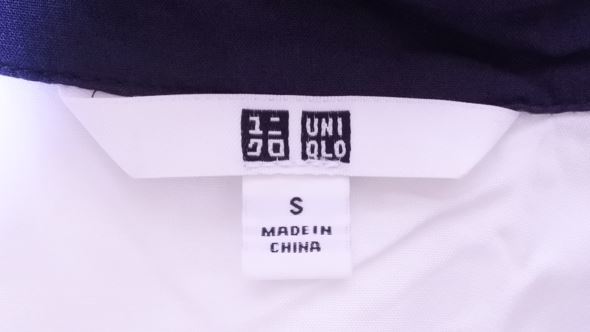 ユニ UNI
クロ QLO
S
MADE IN
CHINA